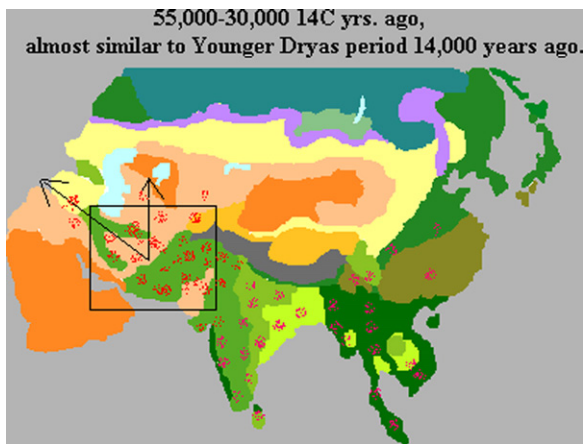 55,000-30,000 14C yrs. ago,
almost similar to Younger Dryas period 14,000 years ago.